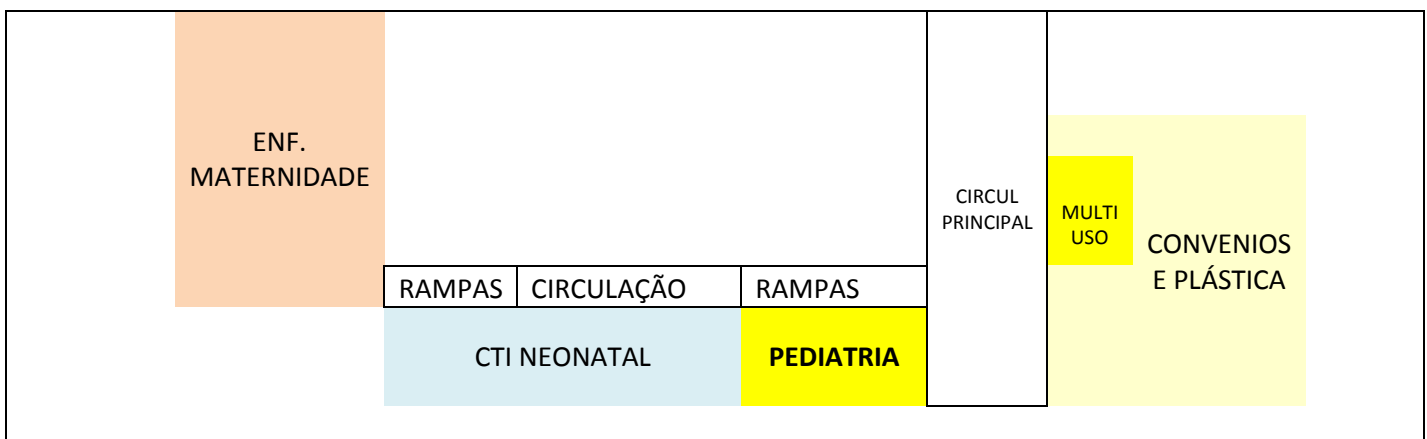 ENF.
MATERNIDADE
CIRCUL
PRINCIPAL
MULTI
USO
CONVENIOS
E PLÁSTICA
RAMPAS
CIRCULAÇÃO
RAMPAS
CTI NEONATAL
PEDIATRIA